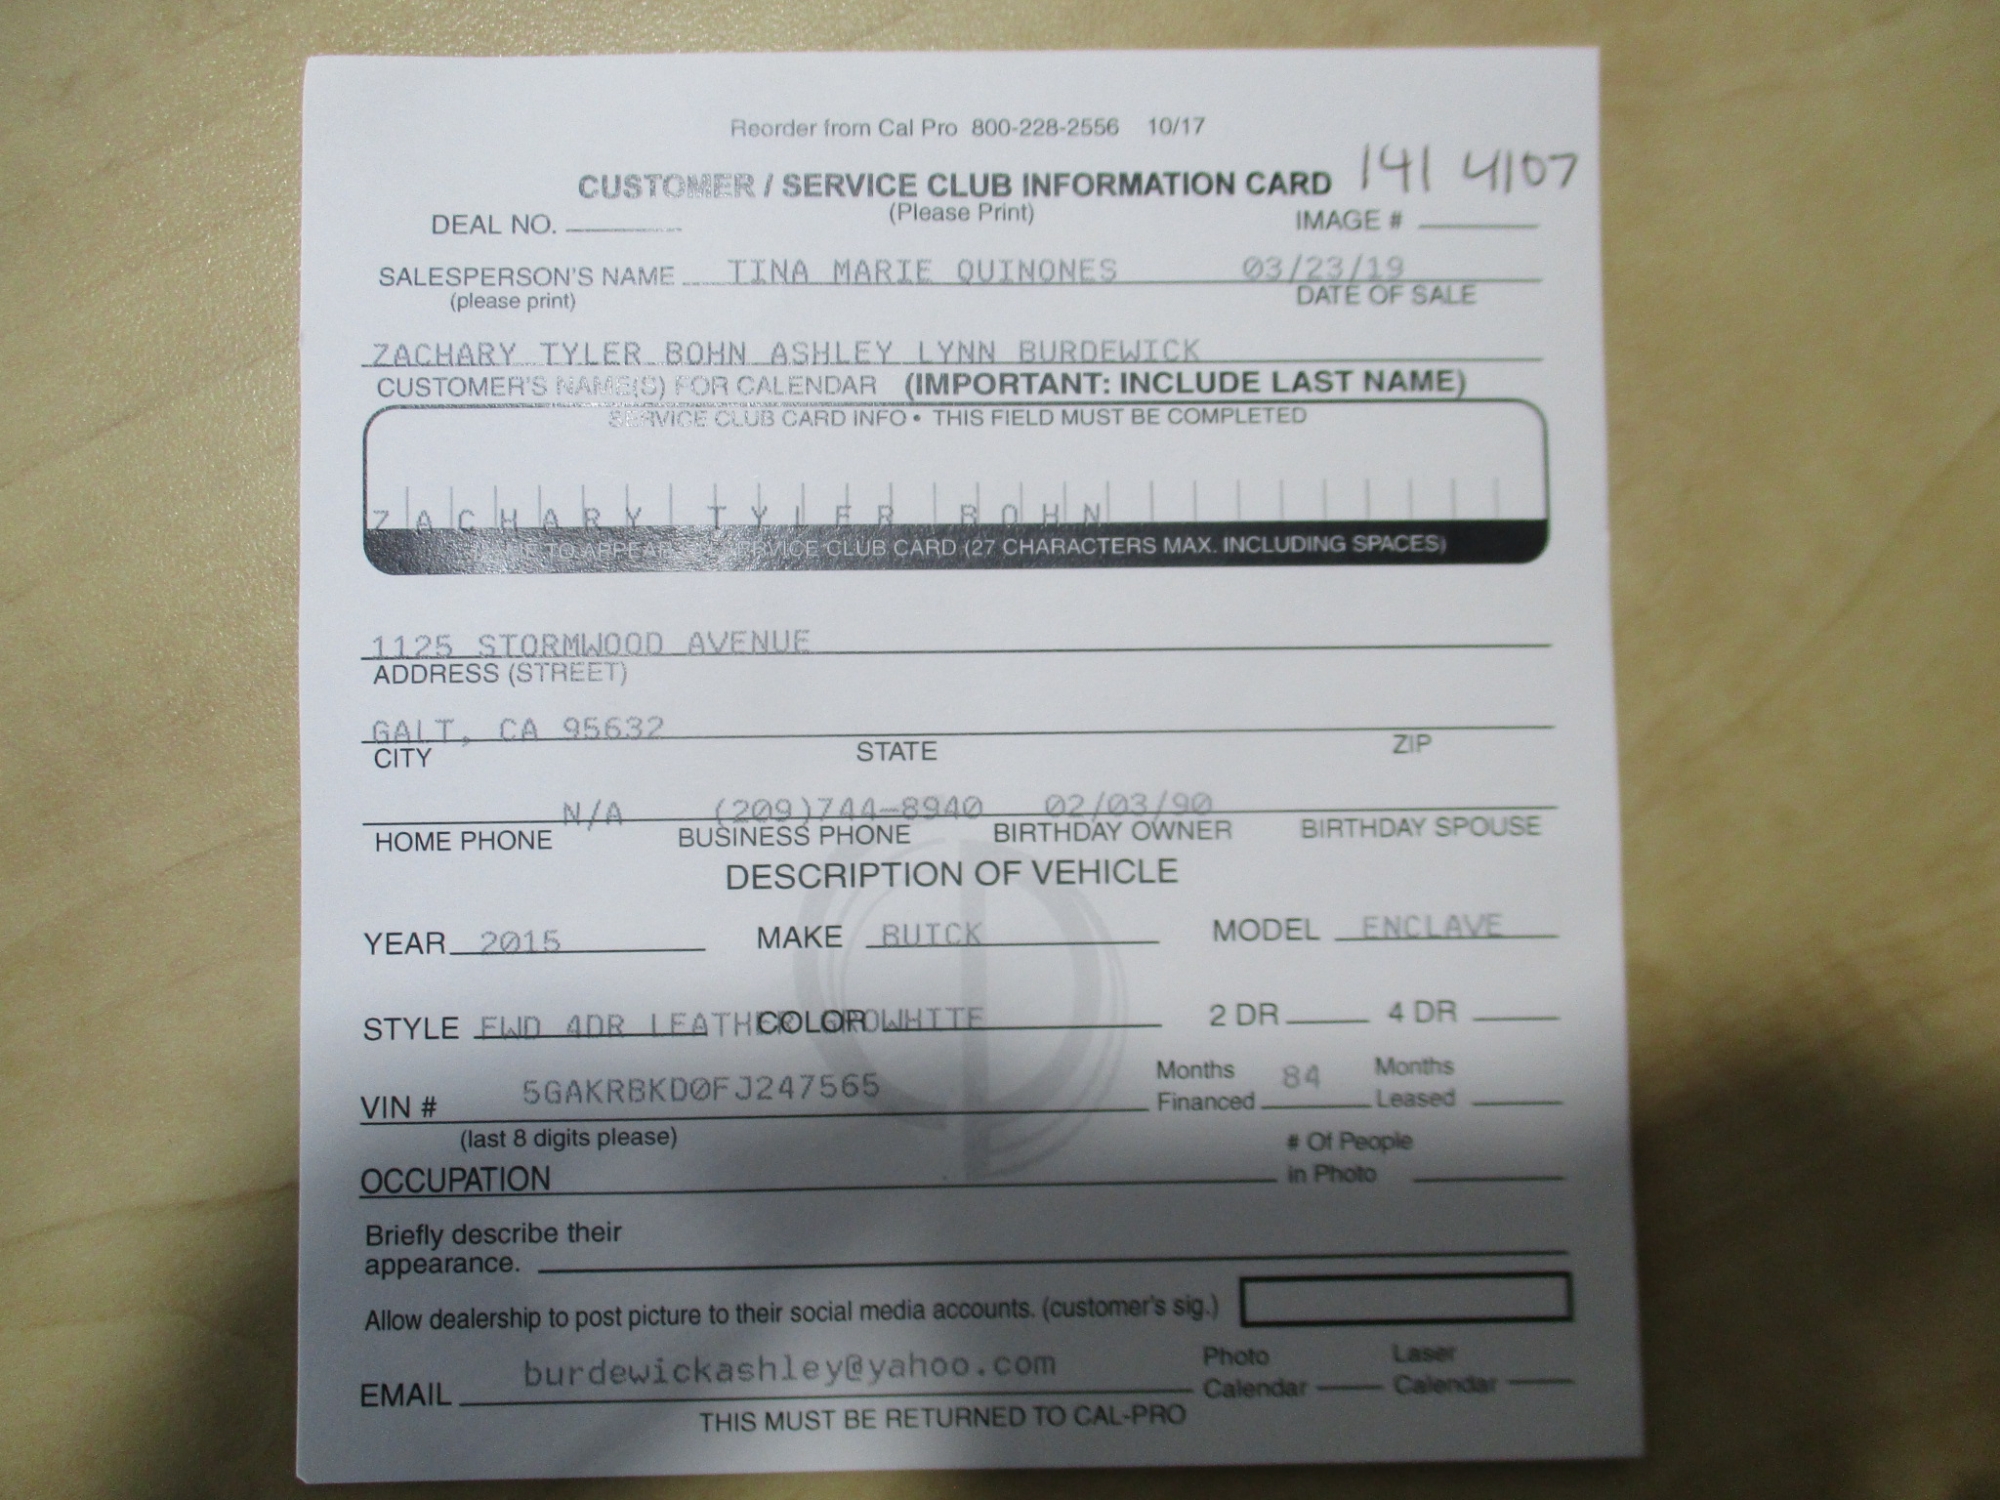 Reorder from Cal Pro 800-228-2556 10/17
CUSTOMER / SERVICE CLUB INFORMATION CARD 141 4107
(Please Print)
DEAL NO. IMAGE #
SALESPERSON'S NAME TINA MARIE QUINONES 03/23/19
(please print) DATE OF SALE
ZACHARY TYLER BOHN ASHLEY LYNN BURDEWICK
CUSTOMER'S NAME(S) FOR CALENDAR (IMPORTANT: INCLUDE LAST NAME)
SERVICE CLUB CARD INFO • THIS FIELD MUST BE COMPLETED
ZACHARY TYLER BOHN
TO APPEAR SERVICE CLUB CARD (27 CHARACTERS MAX. INCLUDING SPACES)
1125 STORMWOOD AVENUE
ADDRESS (STREET)
GALT, CA 95632
CITY STATE ZIP
N/A (209)744-8940 02/03/90
HOME PHONE BUSINESS PHONE BIRTHDAY OWNER BIRTHDAY SPOUSE
DESCRIPTION OF VEHICLE
YEAR 2015 MAKE BUICK MODEL ENCLAVE
STYLE FWD 4DR LEATHER COLOR WHITE 2 DR 4 DR
VIN # 5GAKRBKD0FJ247565 Months Financed 84 Months Leased
(last 8 digits please) # Of People
OCCUPATION in Photo
Briefly describe their
appearance.
Allow dealership to post picture to their social media accounts. (customer's sig.)
burdewickashley@yahoo.com Photo Laser
EMAIL Calendar Calendar
THIS MUST BE RETURNED TO CAL-PRO